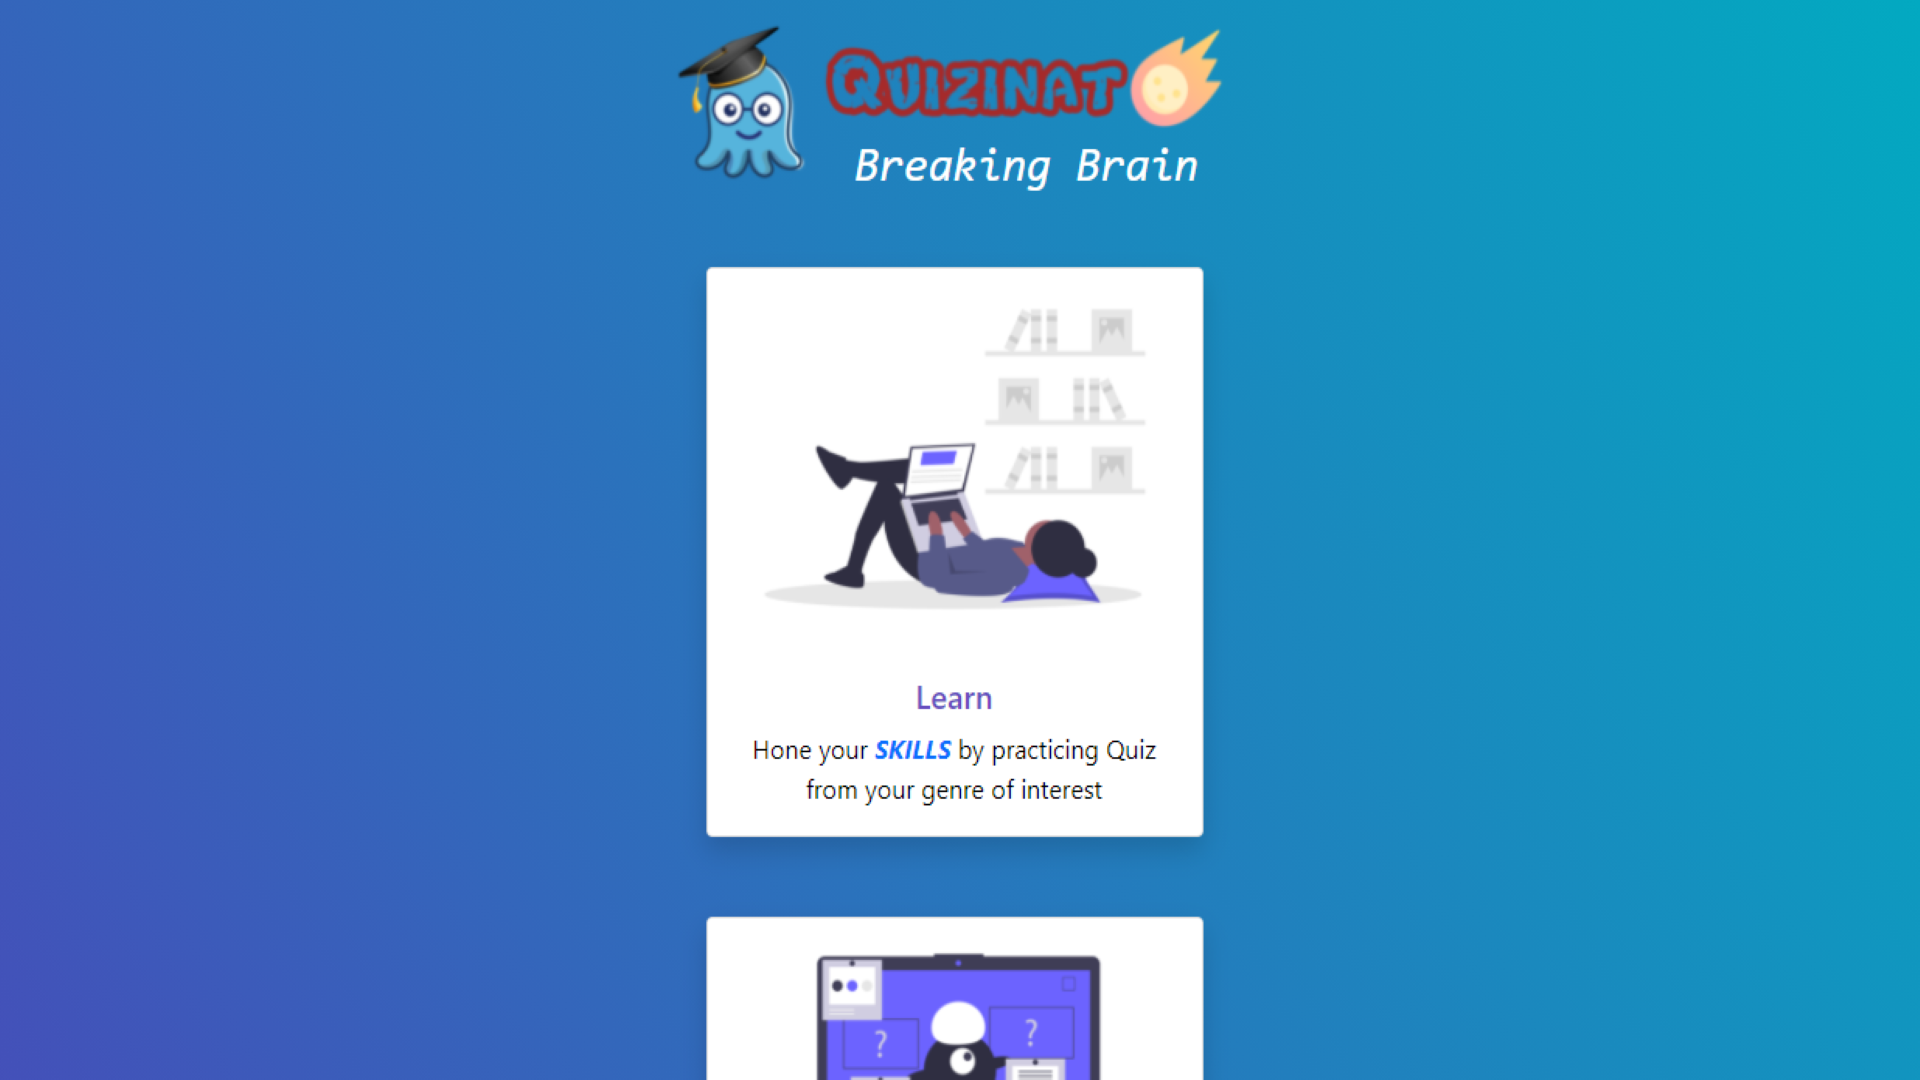 QUIZINAT
Breaking Brain
Learn
Hone your SKILLS by practicing Quiz
from your genre of interest
? ?